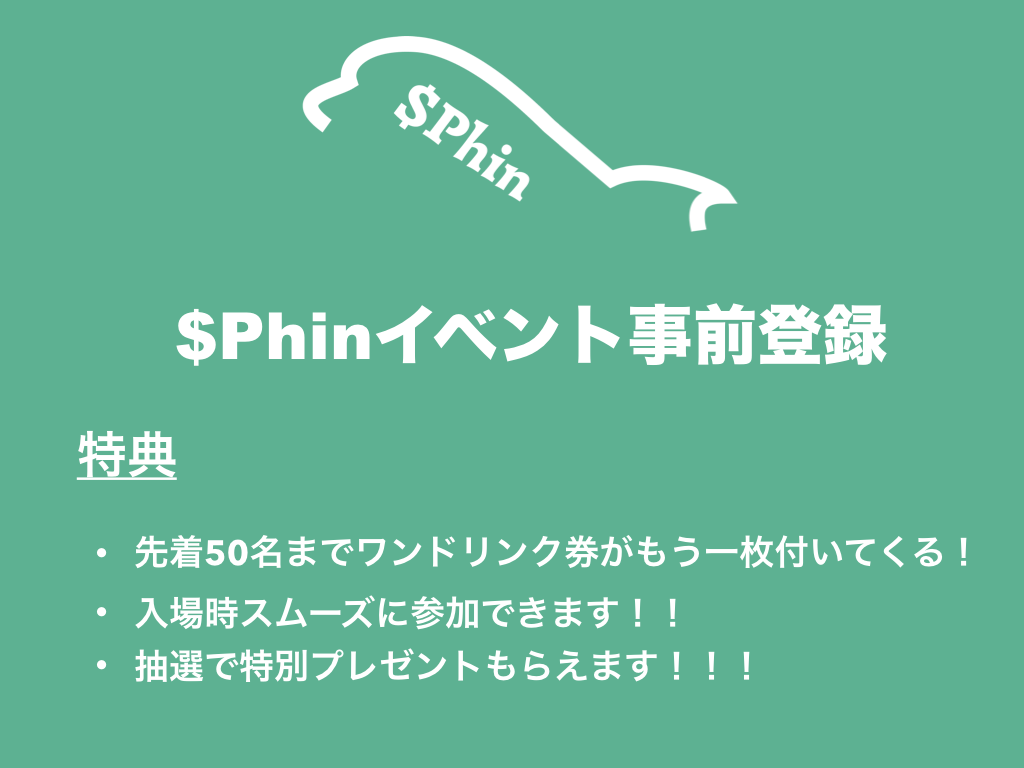 $Phin
$Phinイベント事前登録
特典
• 先着50名までワンドリンク券がもう一枚付いてくる！
• 入場時スムーズに参加できます！！
• 抽選で特別プレゼントもらえます！！！